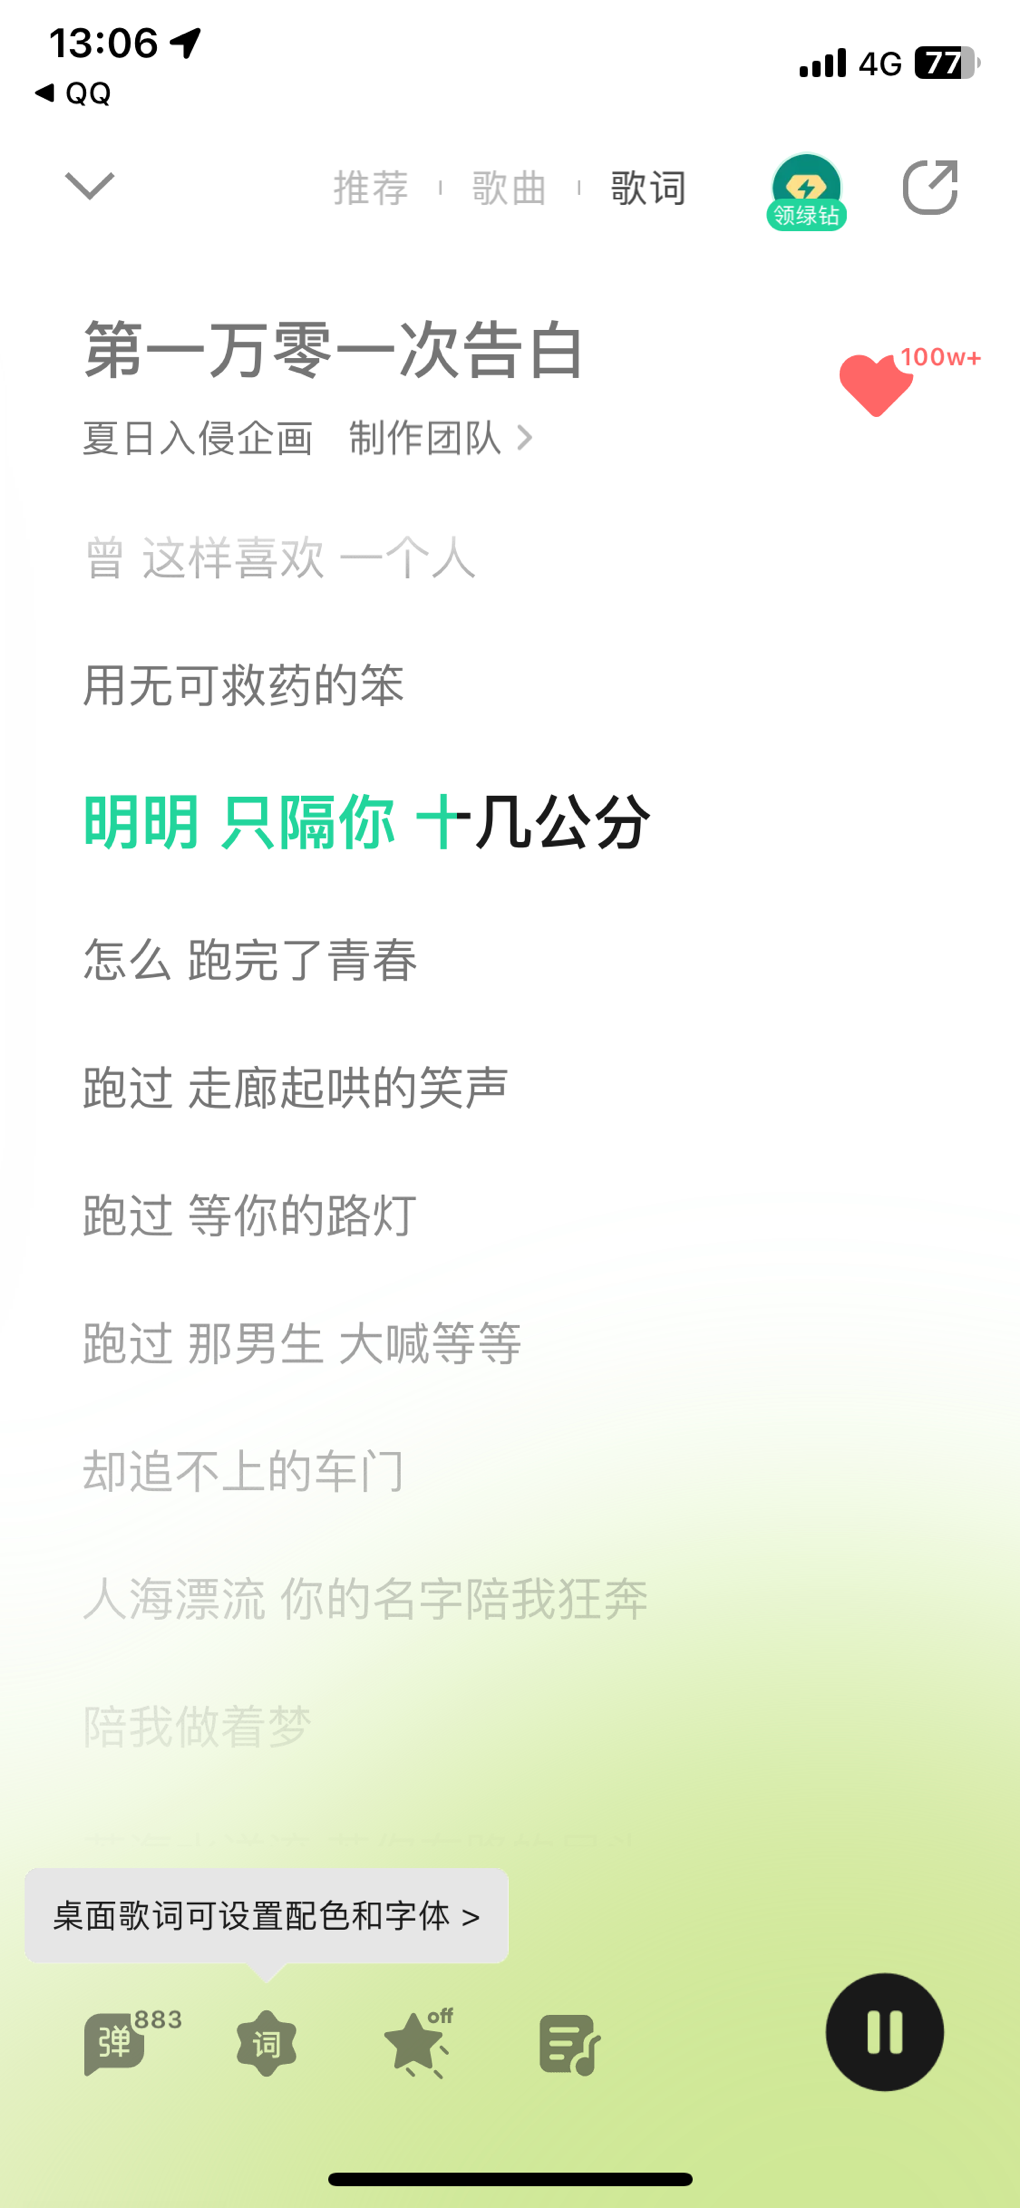 13:06
4G 77
◀ QQ
推荐 歌曲 歌词
领绿钻
第一万零一次告白
100w+
夏日入侵企画 制作团队 >
曾 这样喜欢 一个人
用无可救药的笨
明明 只隔你 十几公分
怎么 跑完了青春
跑过 走廊起哄的笑声
跑过 等你的路灯
跑过 那男生 大喊等等
却追不上的车门
人海漂流 你的名字陪我狂奔
陪我做着梦
桌面歌词可设置配色和字体 >
弹 883
词
off